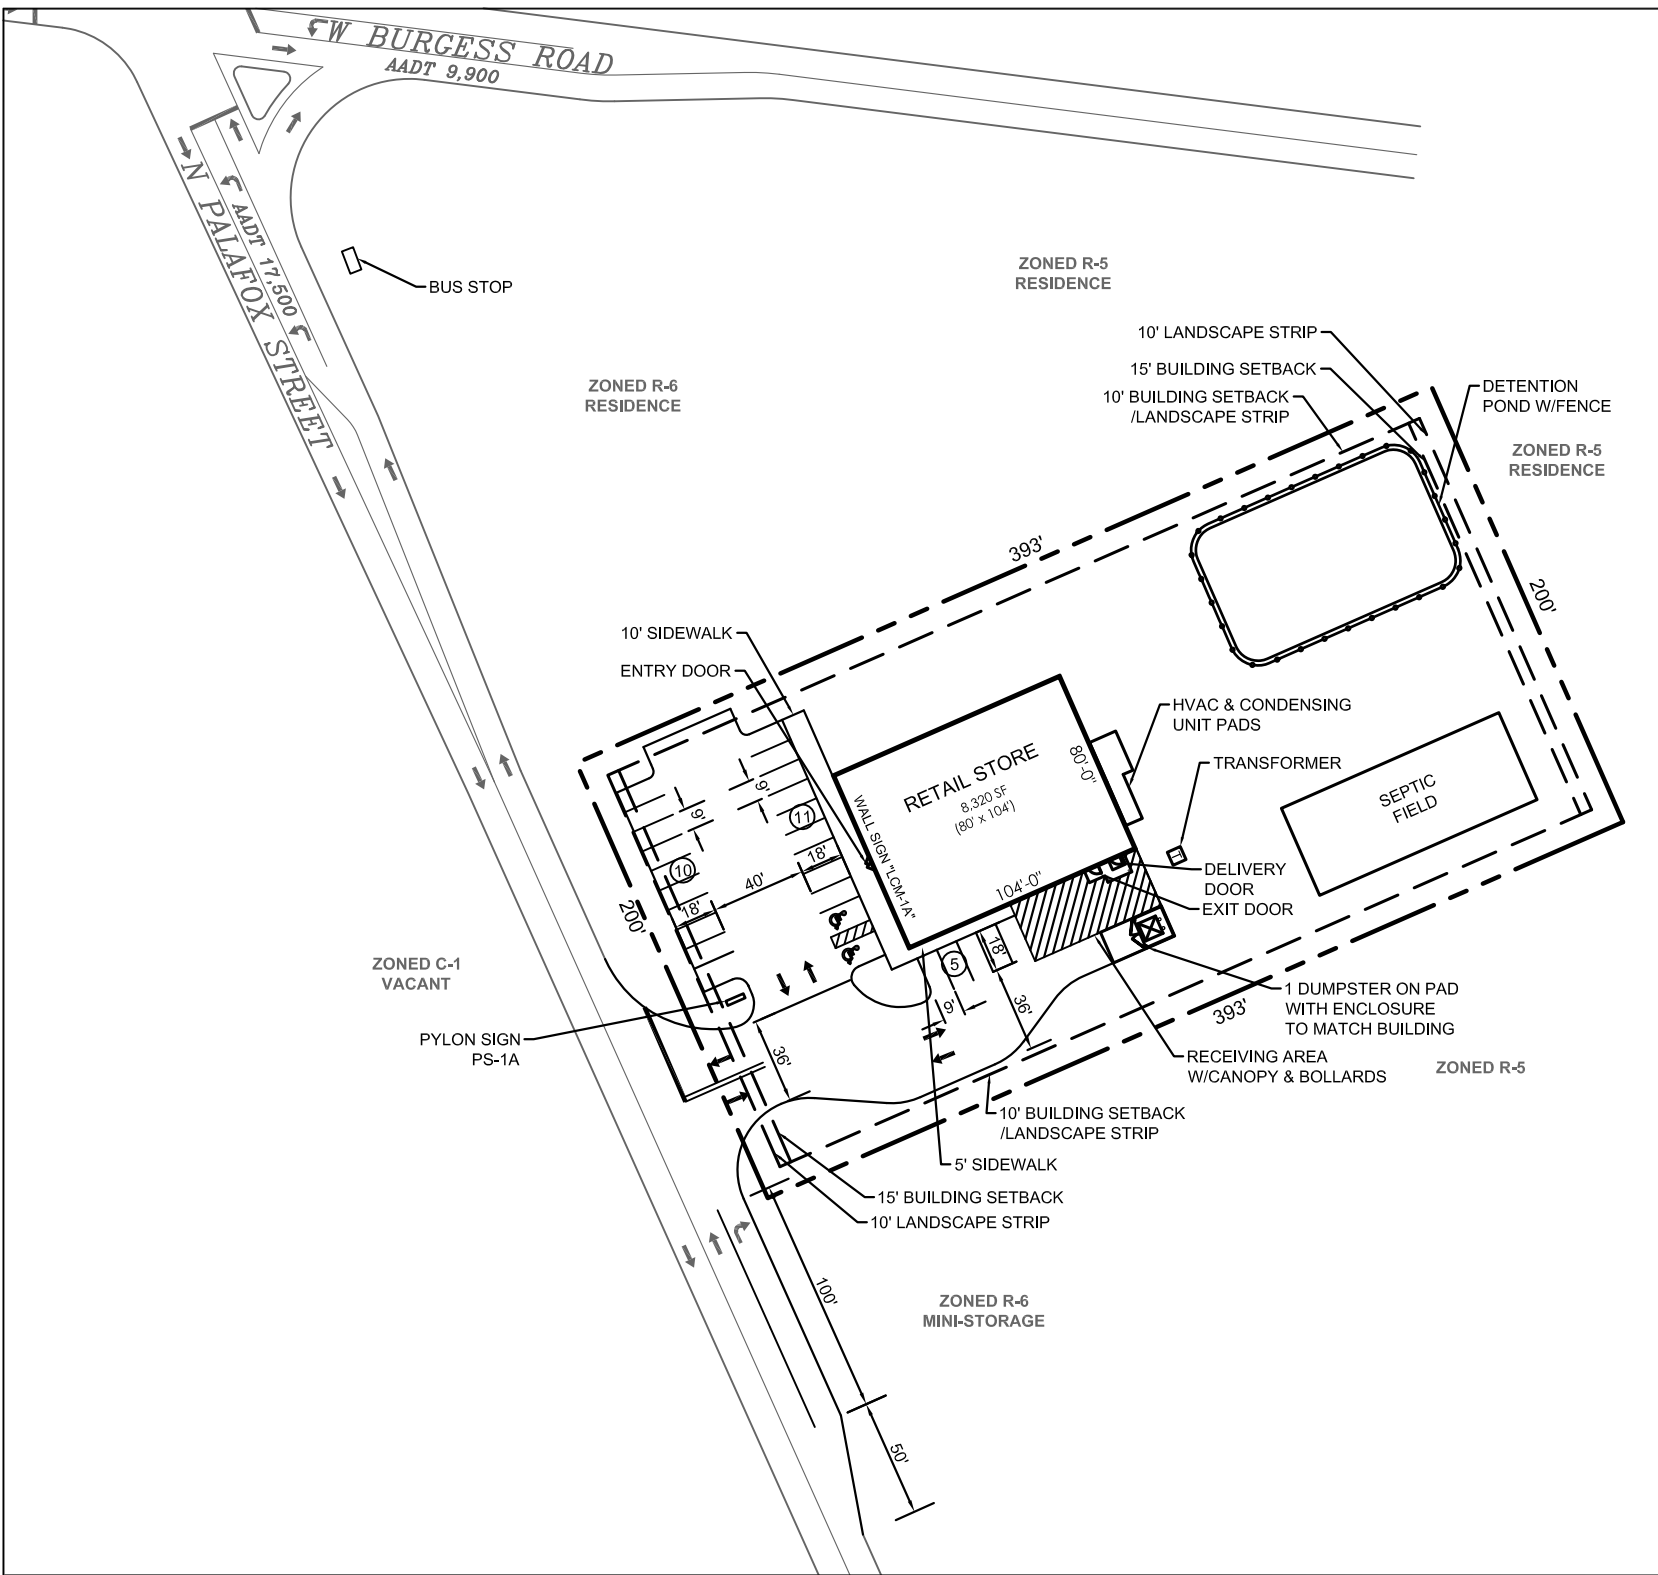 W BURGESS ROAD
AADT 9,900
N PALAFOX STREET
AADT 17,500
BUS STOP
ZONED R-5
RESIDENCE
ZONED R-6
RESIDENCE
10' LANDSCAPE STRIP
15' BUILDING SETBACK
10' BUILDING SETBACK
/LANDSCAPE STRIP
DETENTION
POND W/FENCE
ZONED R-5
RESIDENCE
393'
200'
10' SIDEWALK
ENTRY DOOR
HVAC & CONDENSING
UNIT PADS
TRANSFORMER
T
RETAIL STORE
8,320 SF
(80' x 104')
80'-0"
104'-0"
WALL SIGN "LCM-1A"
SEPTIC
FIELD
9'
9'
11
10
18'
40'
18'
200'
DELIVERY
DOOR
EXIT DOOR
ZONED C-1
VACANT
5
18'
9'
36'
36'
1 DUMPSTER ON PAD
WITH ENCLOSURE
TO MATCH BUILDING
393'
PYLON SIGN
PS-1A
RECEIVING AREA
W/CANOPY & BOLLARDS
ZONED R-5
10' BUILDING SETBACK
/LANDSCAPE STRIP
5' SIDEWALK
15' BUILDING SETBACK
10' LANDSCAPE STRIP
100'
ZONED R-6
MINI-STORAGE
50'